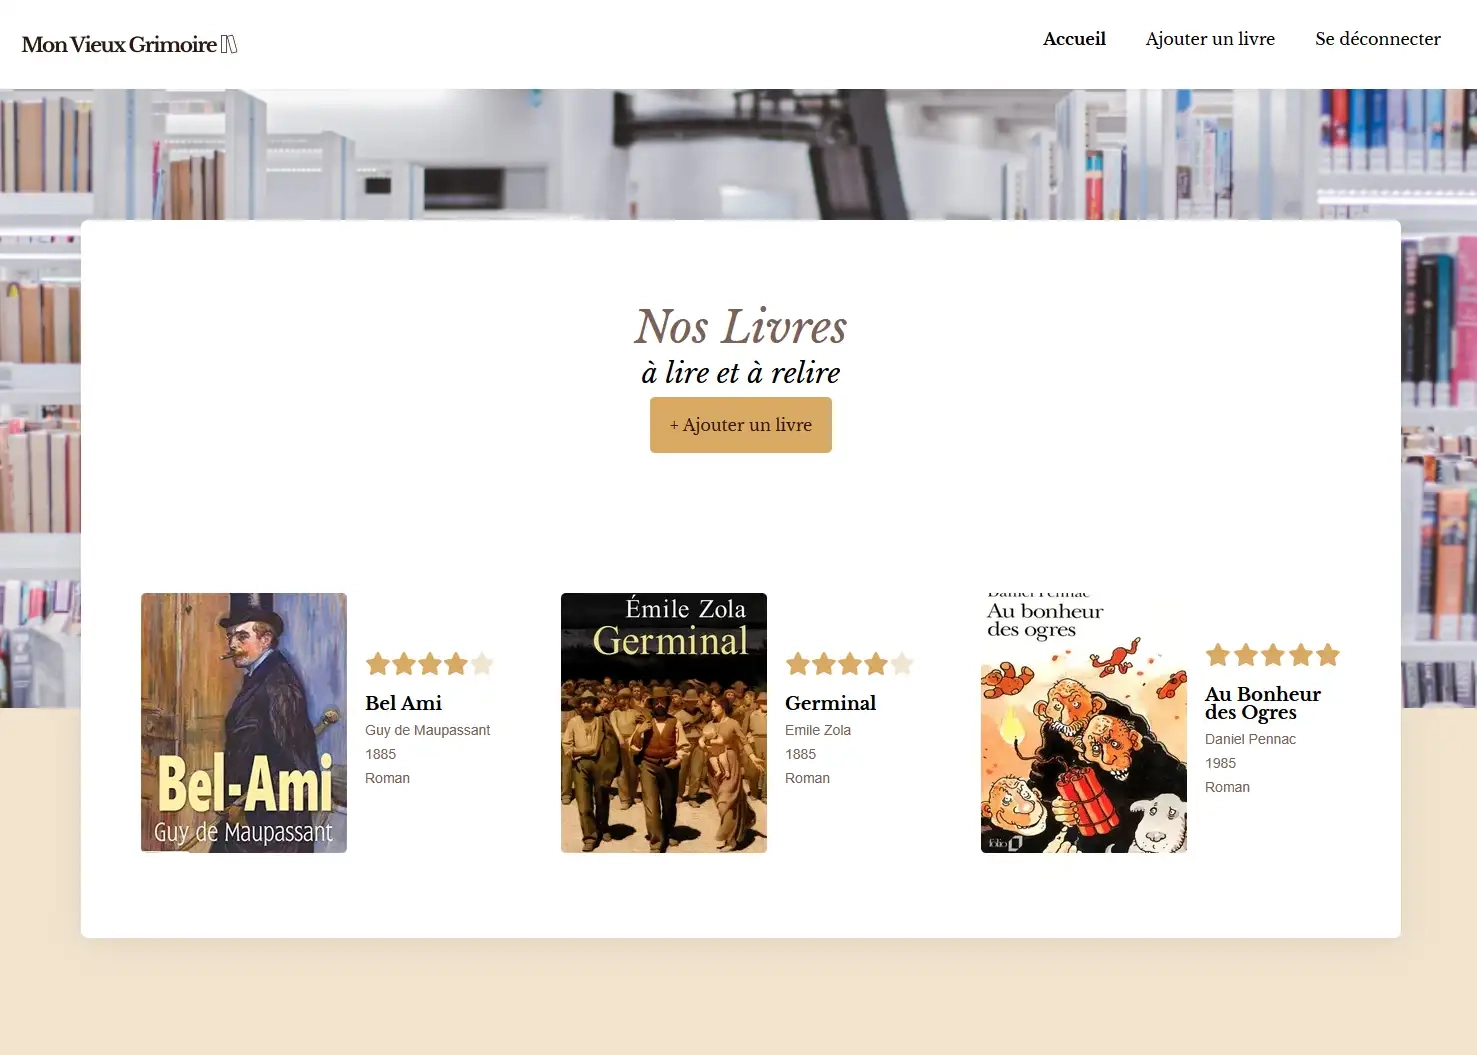 Mon Vieux Grimoire
Accueil
Ajouter un livre
Se déconnecter
Nos Livres
à lire et à relire
+ Ajouter un livre
Bel-Ami
Guy de Maupassant
Bel Ami
Guy de Maupassant
1885
Roman
Émile Zola
Germinal
Germinal
Emile Zola
1885
Roman
Daniel Pennac
Au bonheur
des ogres
folio
Au Bonheur
des Ogres
Daniel Pennac
1985
Roman